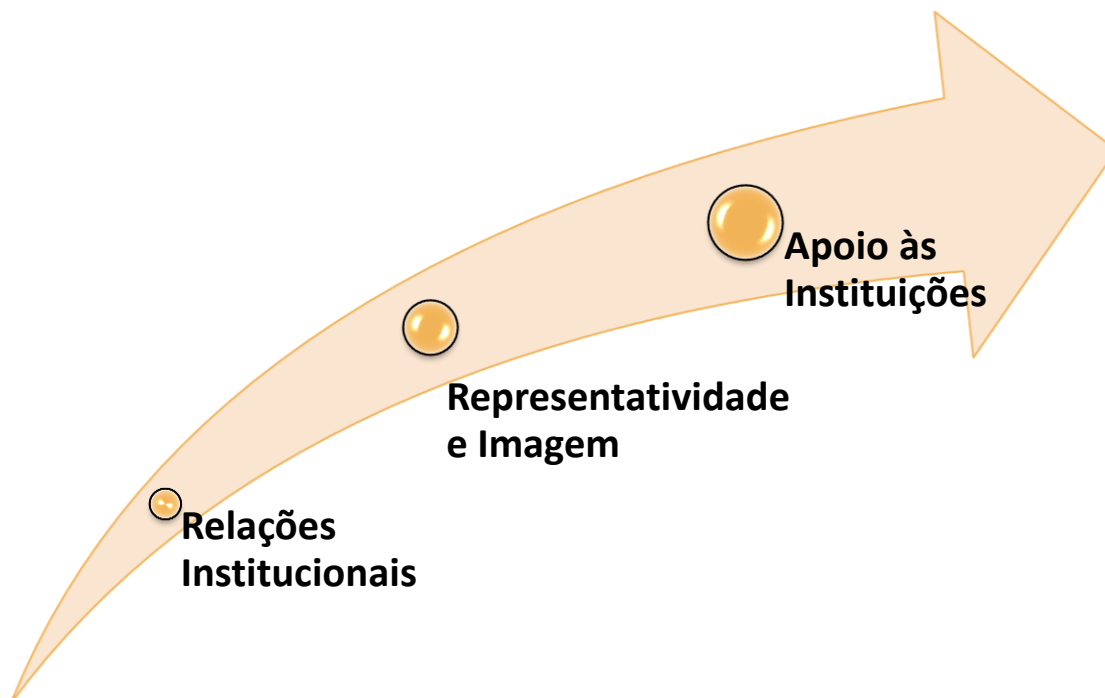 Apoio às
Instituições
Representatividade
e Imagem
Relações
Institucionais